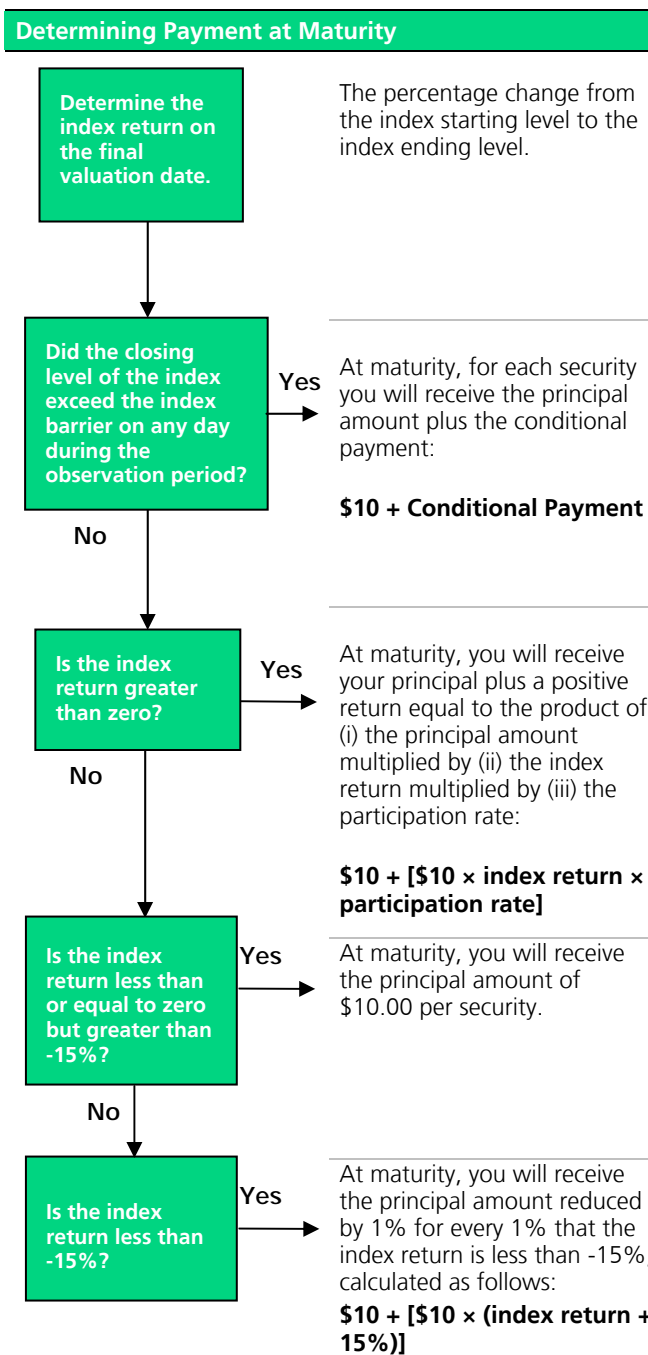 Determining Payment at Maturity
Determine the
index return on
the final
valuation date.
The percentage change from
the index starting level to the
index ending level.
Did the closing
level of the index
exceed the index
barrier on any day
during the
observation period?
Yes
At maturity, for each security
you will receive the principal
amount plus the conditional
payment:
$10 + Conditional Payment
No
Is the index
return greater
than zero?
Yes
At maturity, you will receive
your principal plus a positive
return equal to the product of
(i) the principal amount
multiplied by (ii) the index
return multiplied by (iii) the
participation rate:
$10 + [$10 × index return ×
participation rate]
No
Is the index
return less than
or equal to zero
but greater than
-15%?
Yes
At maturity, you will receive
the principal amount of
$10.00 per security.
No
Is the index
return less than
-15%?
Yes
At maturity, you will receive
the principal amount reduced
by 1% for every 1% that the
index return is less than -15%,
calculated as follows:
$10 + [$10 × (index return +
15%)]